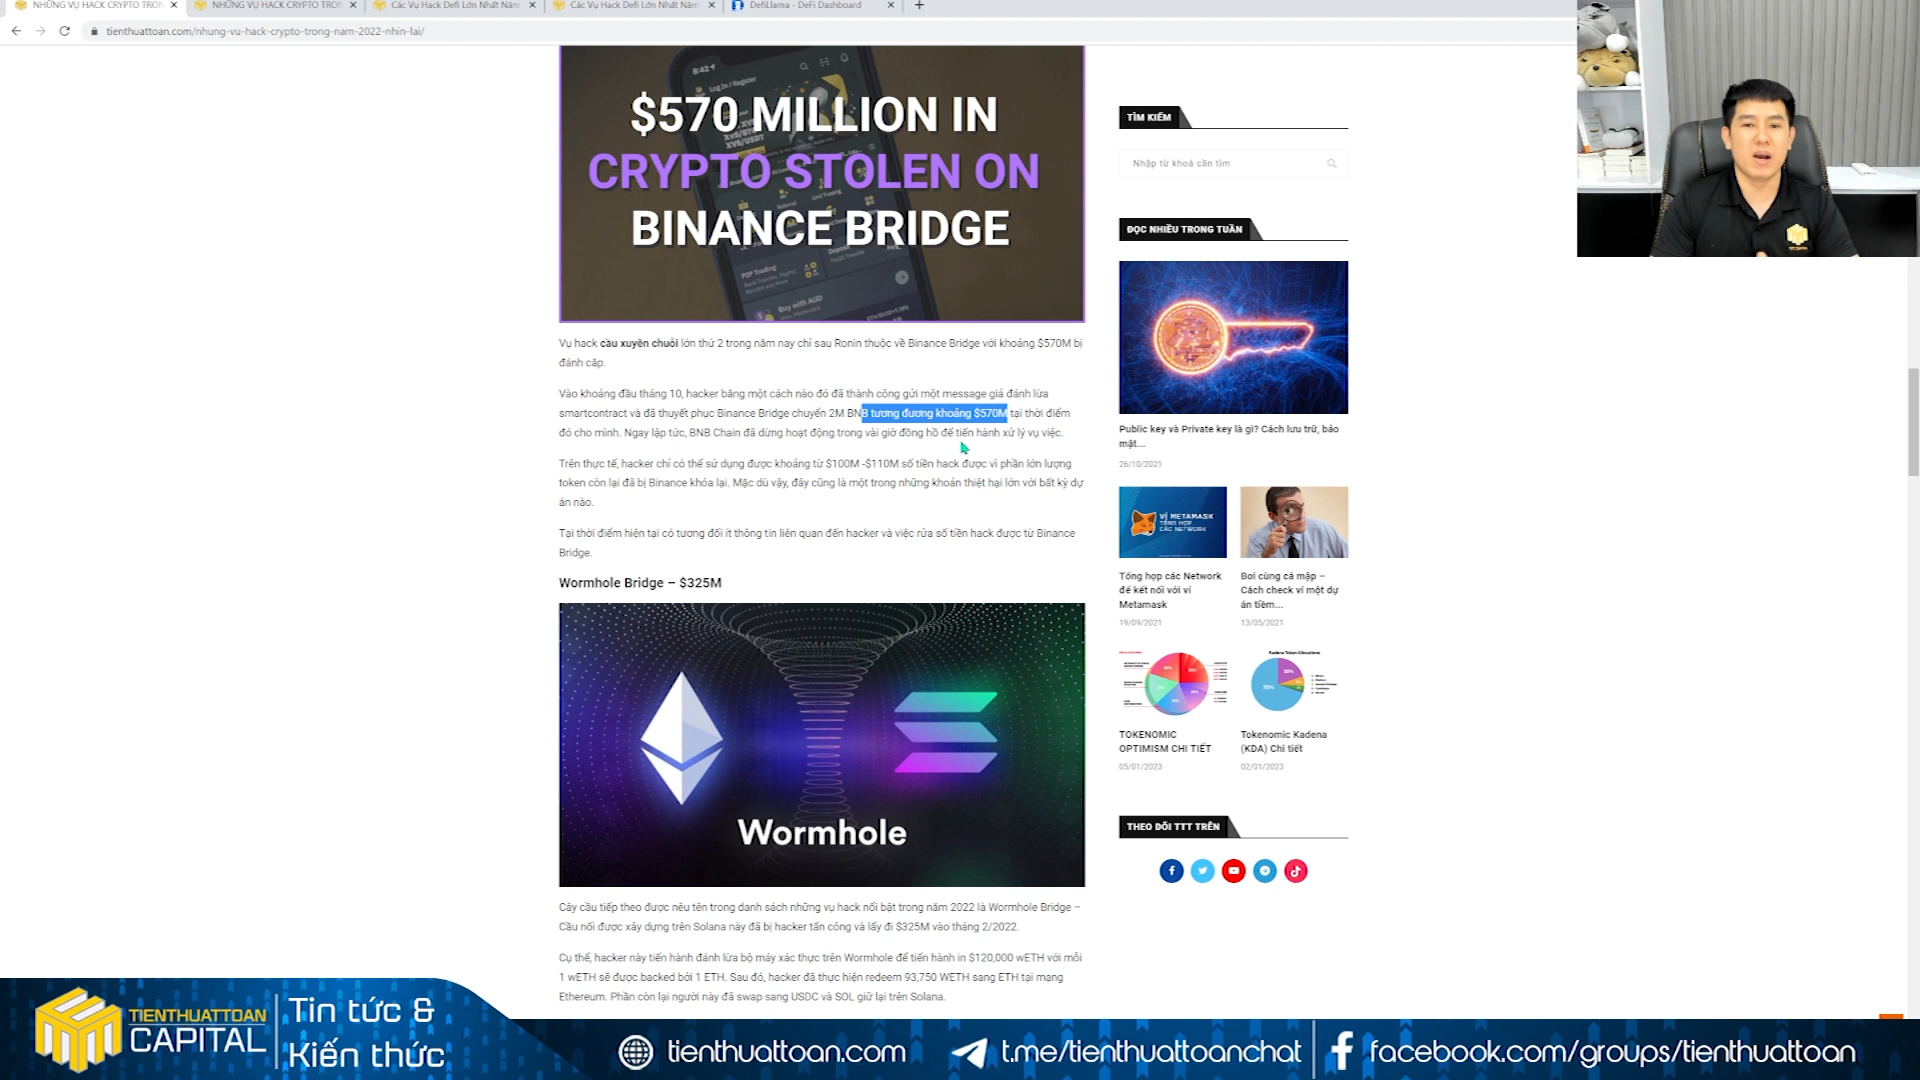 NHỮNG VỤ HACK CRYPTO TRON
NHỮNG VỤ HACK CRYPTO TRON
Các Vụ Hack Defi Lớn Nhất Năm
Các Vụ Hack Defi Lớn Nhất Năm
DefiLlama - DeFi Dashboard
tienthuattoan.com/nhung-vu-hack-crypto-trong-nam-2022-nhin-lai/
8:42
Log In / Register
$570 MILLION IN
CRYPTO STOLEN ON
BINANCE BRIDGE
P2P Trading
Buy with AUD
Vụ hack cầu xuyên chuỗi lớn thứ 2 trong năm nay chỉ sau Ronin thuộc về Binance Bridge với khoảng $570M bị
đánh cắp.
Vào khoảng đầu tháng 10, hacker bằng một cách nào đó đã thành công gửi một message giả đánh lừa
smartcontract và đã thuyết phục Binance Bridge chuyển 2M BNB tương đương khoảng $570M tại thời điểm
đó cho mình. Ngay lập tức, BNB Chain đã dừng hoạt động trong vài giờ đồng hồ để tiến hành xử lý vụ việc.
Trên thực tế, hacker chỉ có thể sử dụng được khoảng từ $100M -$110M số tiền hack được vì phần lớn lượng
token còn lại đã bị Binance khóa lại. Mặc dù vậy, đây cũng là một trong những khoản thiệt hại lớn với bất kỳ dự
án nào.
Tại thời điểm hiện tại có tương đối ít thông tin liên quan đến hacker và việc rửa số tiền hack được từ Binance
Bridge.
Wormhole Bridge – $325M
Wormhole
Cây cầu tiếp theo được nêu tên trong danh sách những vụ hack nổi bật trong năm 2022 là Wormhole Bridge –
Cầu nối được xây dựng trên Solana này đã bị hacker tấn công và lấy đi $325M vào tháng 2/2022.
Cụ thể, hacker này tiến hành đánh lừa bộ máy xác thực trên Wormhole để tiến hành in $120,000 wETH với mỗi
1 wETH sẽ được backed bởi 1 ETH. Sau đó, hacker đã thực hiện redeem 93,750 WETH sang ETH tại mạng
Ethereum. Phần còn lại người này đã swap sang USDC và SOL giữ lại trên Solana.
TÌM KIẾM
Nhập từ khoá cần tìm
ĐỌC NHIỀU TRONG TUẦN
Public key và Private key là gì? Cách lưu trữ, bảo
mật...
26/10/2021
VÍ METAMASK
TỔNG HỢP
CÁC NETWORK
Tổng hợp các Network
để kết nối với ví
Metamask
19/09/2021
Bơi cùng cá mập –
Cách check ví một dự
án tiềm...
13/05/2021
Kadena Token Allocations
70%
TOKENOMIC
OPTIMISM CHI TIẾT
05/01/2023
Tokenomic Kadena
(KDA) Chi tiết
02/01/2023
THEO DÕI TTT TRÊN
TIENTHUATTOAN
CAPITAL
Tin tức &
Kiến thức
tienthuattoan.com
t.me/tienthuattoanchat
facebook.com/groups/tienthuattoan